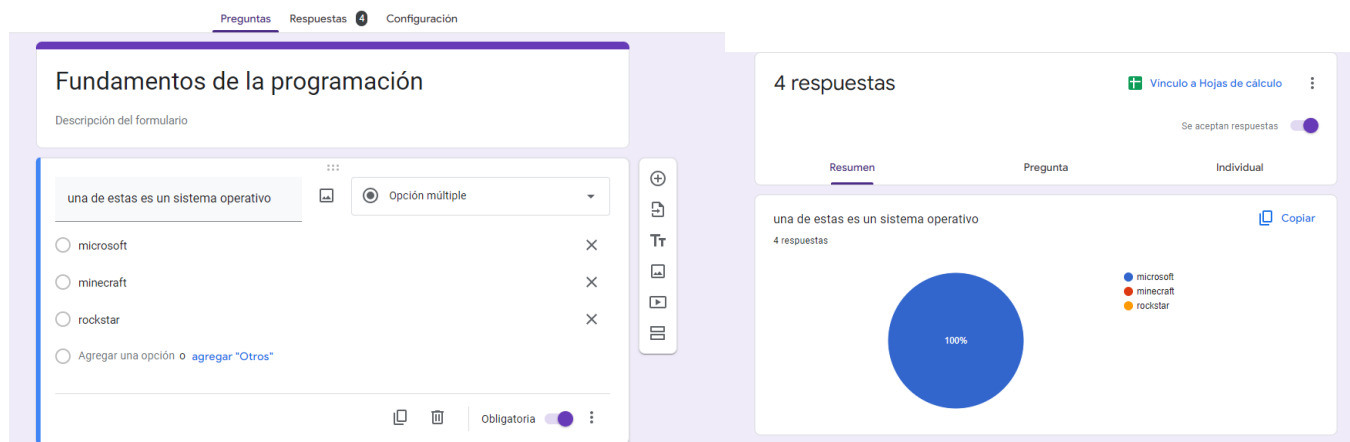 Preguntas Respuestas 4 Configuración
Fundamentos de la programación
Descripción del formulario
una de estas es un sistema operativo
Opción múltiple
microsoft
minecraft
rockstar
Agregar una opción o agregar "Otros"
Obligatoria
Tт
4 respuestas
Vínculo a Hojas de cálculo
Se aceptan respuestas
Resumen Pregunta Individual
una de estas es un sistema operativo
Copiar
4 respuestas
100%
microsoft
minecraft
rockstar